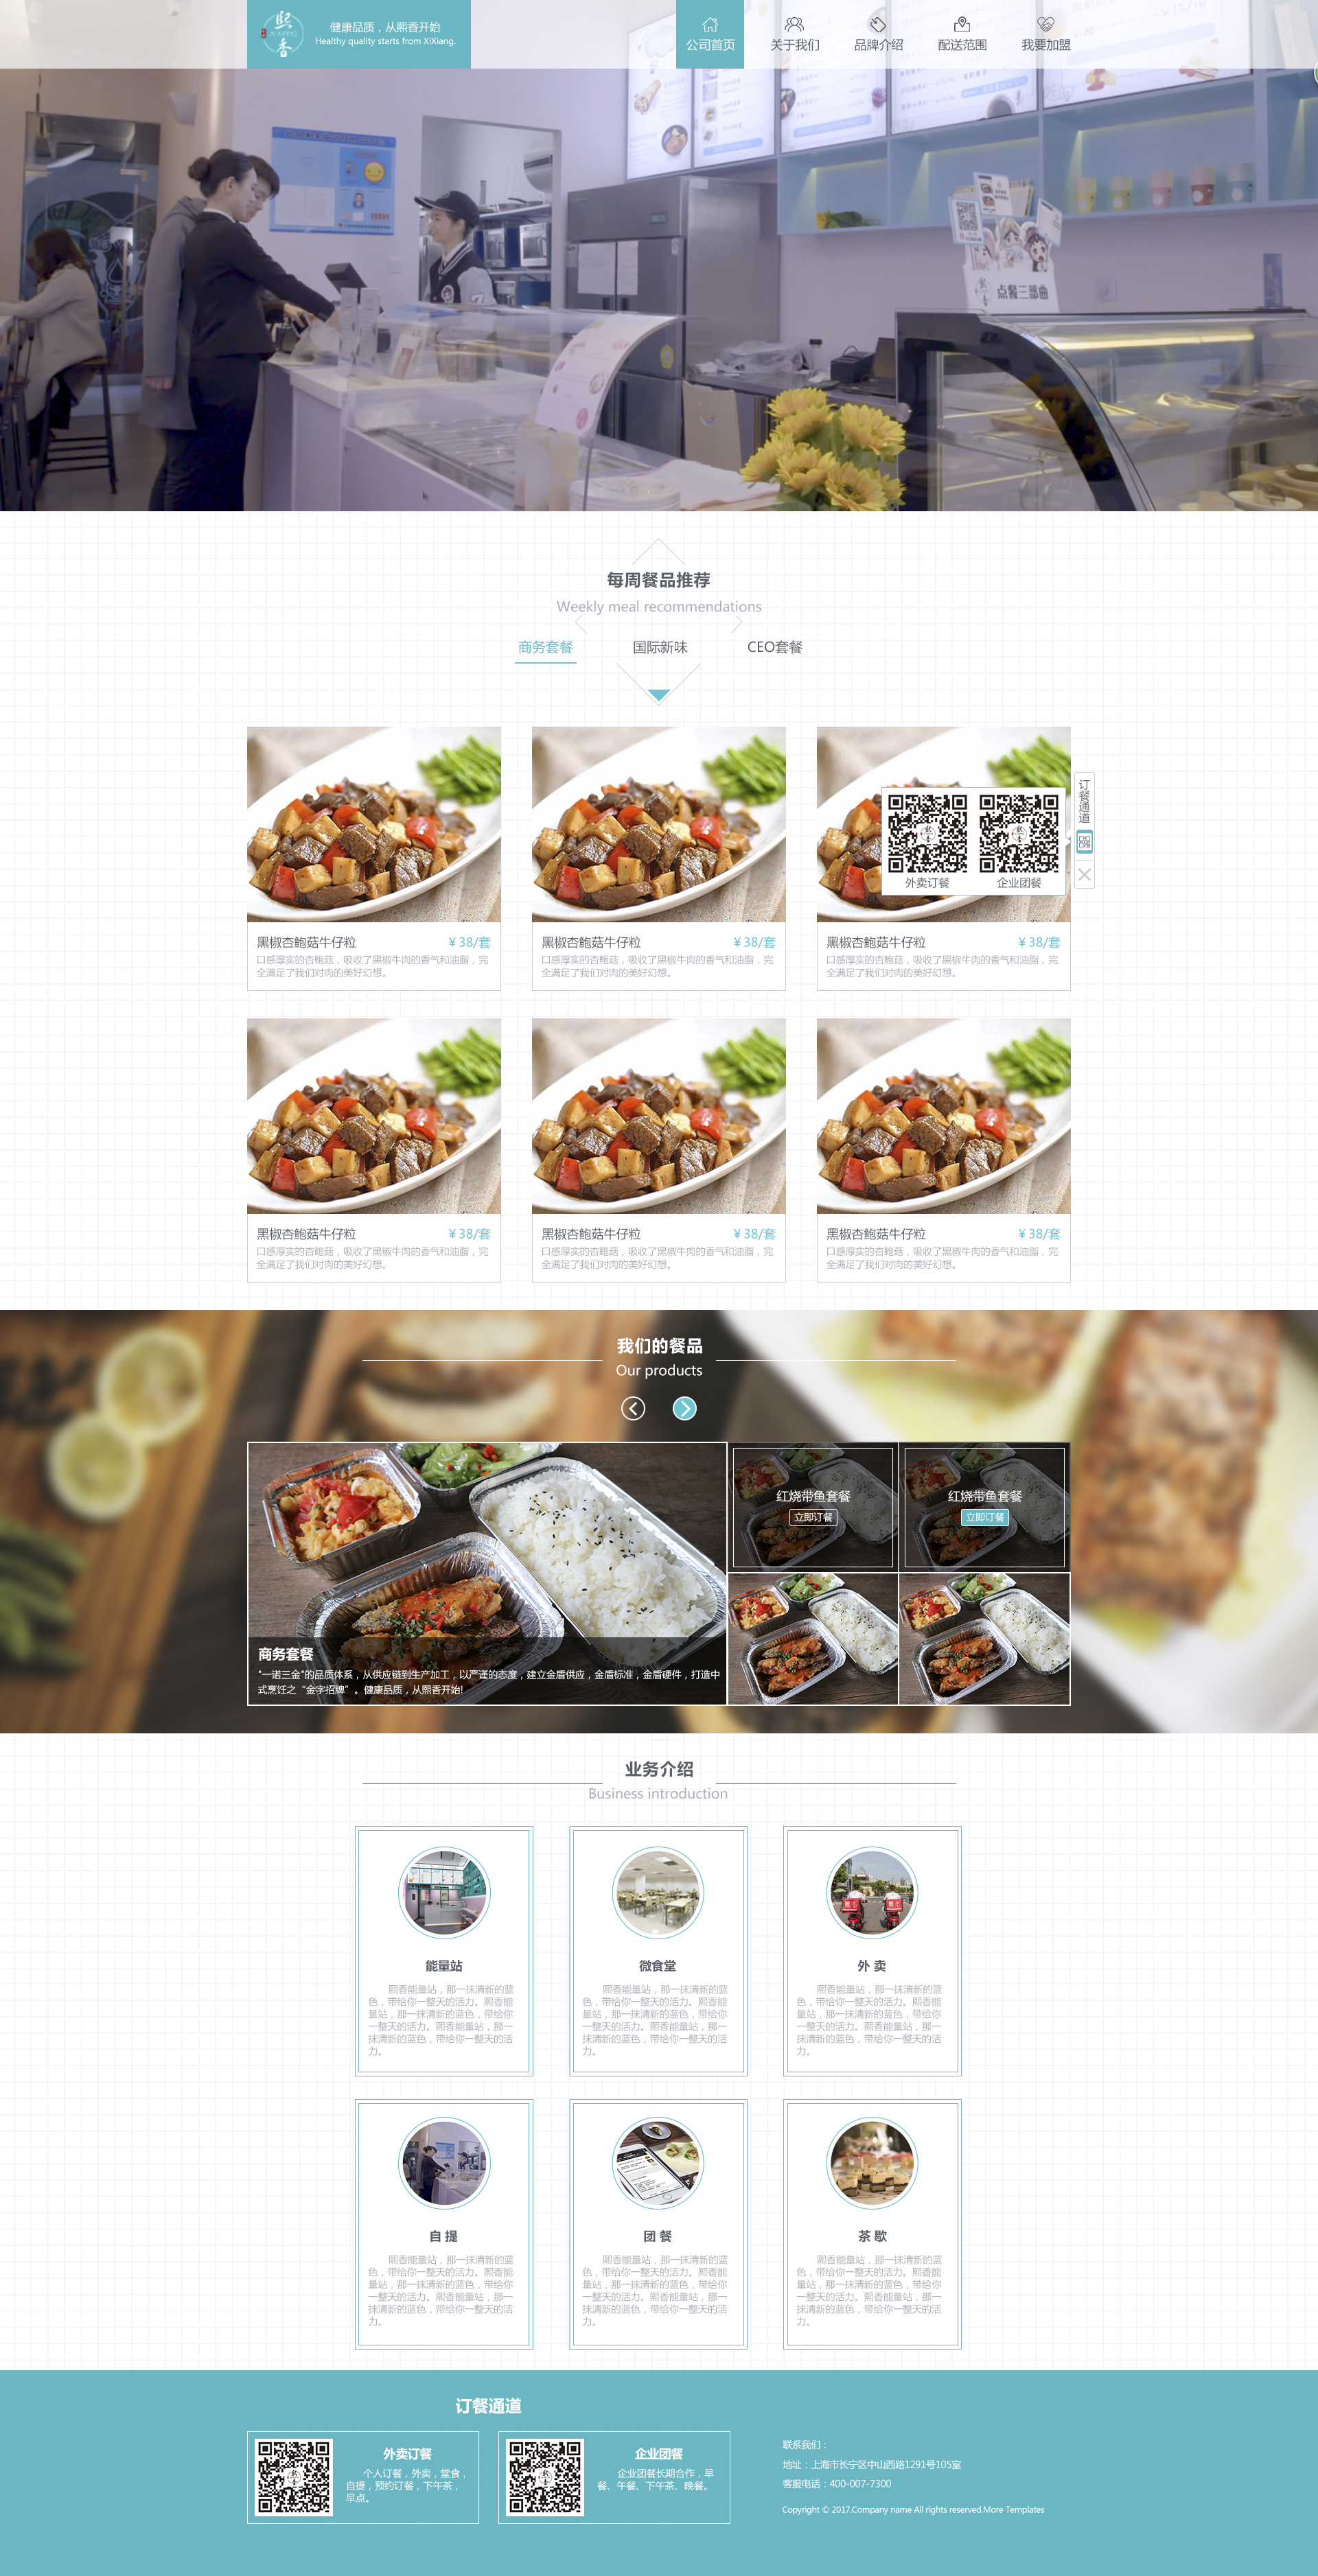 熙香
XIXIANG
健康品质，从熙香开始
Healthy quality starts from XiXiang.
公司首页
关于我们
品牌介绍
配送范围
我要加盟
点餐三部曲
每周餐品推荐
Weekly meal recommendations
商务套餐
国际新味
CEO套餐
订餐通道
外卖订餐
企业团餐
黑椒杏鲍菇牛仔粒
￥38/套
口感厚实的杏鲍菇，吸收了黑椒牛肉的香气和油脂，完
全满足了我们对肉的美好幻想。
黑椒杏鲍菇牛仔粒
￥38/套
口感厚实的杏鲍菇，吸收了黑椒牛肉的香气和油脂，完
全满足了我们对肉的美好幻想。
黑椒杏鲍菇牛仔粒
￥38/套
口感厚实的杏鲍菇，吸收了黑椒牛肉的香气和油脂，完
全满足了我们对肉的美好幻想。
黑椒杏鲍菇牛仔粒
￥38/套
口感厚实的杏鲍菇，吸收了黑椒牛肉的香气和油脂，完
全满足了我们对肉的美好幻想。
黑椒杏鲍菇牛仔粒
￥38/套
口感厚实的杏鲍菇，吸收了黑椒牛肉的香气和油脂，完
全满足了我们对肉的美好幻想。
黑椒杏鲍菇牛仔粒
￥38/套
口感厚实的杏鲍菇，吸收了黑椒牛肉的香气和油脂，完
全满足了我们对肉的美好幻想。
我们的餐品
Our products
红烧带鱼套餐
立即订餐
红烧带鱼套餐
立即订餐
商务套餐
“一诺三金”的品质体系，从供应链到生产加工，以严谨的态度，建立金盾供应，金盾标准，金盾硬件，打造中
式烹饪之“金字招牌”。健康品质，从熙香开始!
业务介绍
Business introduction
能量站
熙香能量站，那一抹清新的蓝
色，带给你一整天的活力。熙香能
量站，那一抹清新的蓝色，带给你
一整天的活力。熙香能量站，那一
抹清新的蓝色，带给你一整天的活
力。
微食堂
熙香能量站，那一抹清新的蓝
色，带给你一整天的活力。熙香能
量站，那一抹清新的蓝色，带给你
一整天的活力。熙香能量站，那一
抹清新的蓝色，带给你一整天的活
力。
外 卖
熙香能量站，那一抹清新的蓝
色，带给你一整天的活力。熙香能
量站，那一抹清新的蓝色，带给你
一整天的活力。熙香能量站，那一
抹清新的蓝色，带给你一整天的活
力。
自 提
熙香能量站，那一抹清新的蓝
色，带给你一整天的活力。熙香能
量站，那一抹清新的蓝色，带给你
一整天的活力。熙香能量站，那一
抹清新的蓝色，带给你一整天的活
力。
团 餐
熙香能量站，那一抹清新的蓝
色，带给你一整天的活力。熙香能
量站，那一抹清新的蓝色，带给你
一整天的活力。熙香能量站，那一
抹清新的蓝色，带给你一整天的活
力。
茶 歇
熙香能量站，那一抹清新的蓝
色，带给你一整天的活力。熙香能
量站，那一抹清新的蓝色，带给你
一整天的活力。熙香能量站，那一
抹清新的蓝色，带给你一整天的活
力。
订餐通道
外卖订餐
个人订餐，外卖，堂食，
自提，预约订餐，下午茶，
早点。
企业团餐
企业团餐长期合作，早
餐、午餐、下午茶、晚餐。
联系我们：
地址：上海市长宁区中山西路1291号105室
客服电话：400-007-7300
Copyright © 2017.Company name All rights reserved.More Templates